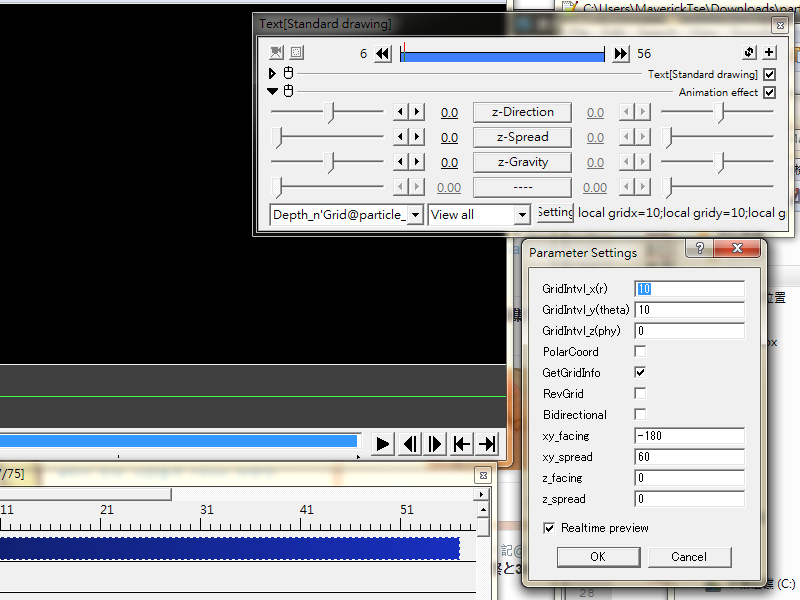 C:\Users\MaverickTse\Downloads\par
Text[Standard drawing]
6
56
Text[Standard drawing]
Animation effect
0.0 z-Direction 0.0
0.0 z-Spread 0.0
0.0 z-Gravity 0.0
0.00 ---- 0.00
Depth_n'Grid@particle_ View all Setting local gridx=10;local gridy=10;local g
Parameter Settings
GridIntvl_x(r) 10
GridIntvl_y(theta) 10
GridIntvl_z(phy) 0
PolarCoord
GetGridInfo
RevGrid
Bidirectional
xy_facing -180
xy_spread 60
z_facing 0
z_spread 0
Realtime preview
OK Cancel
位置
ox
/75]
11 21 31 41 51
記@
28
(C:)